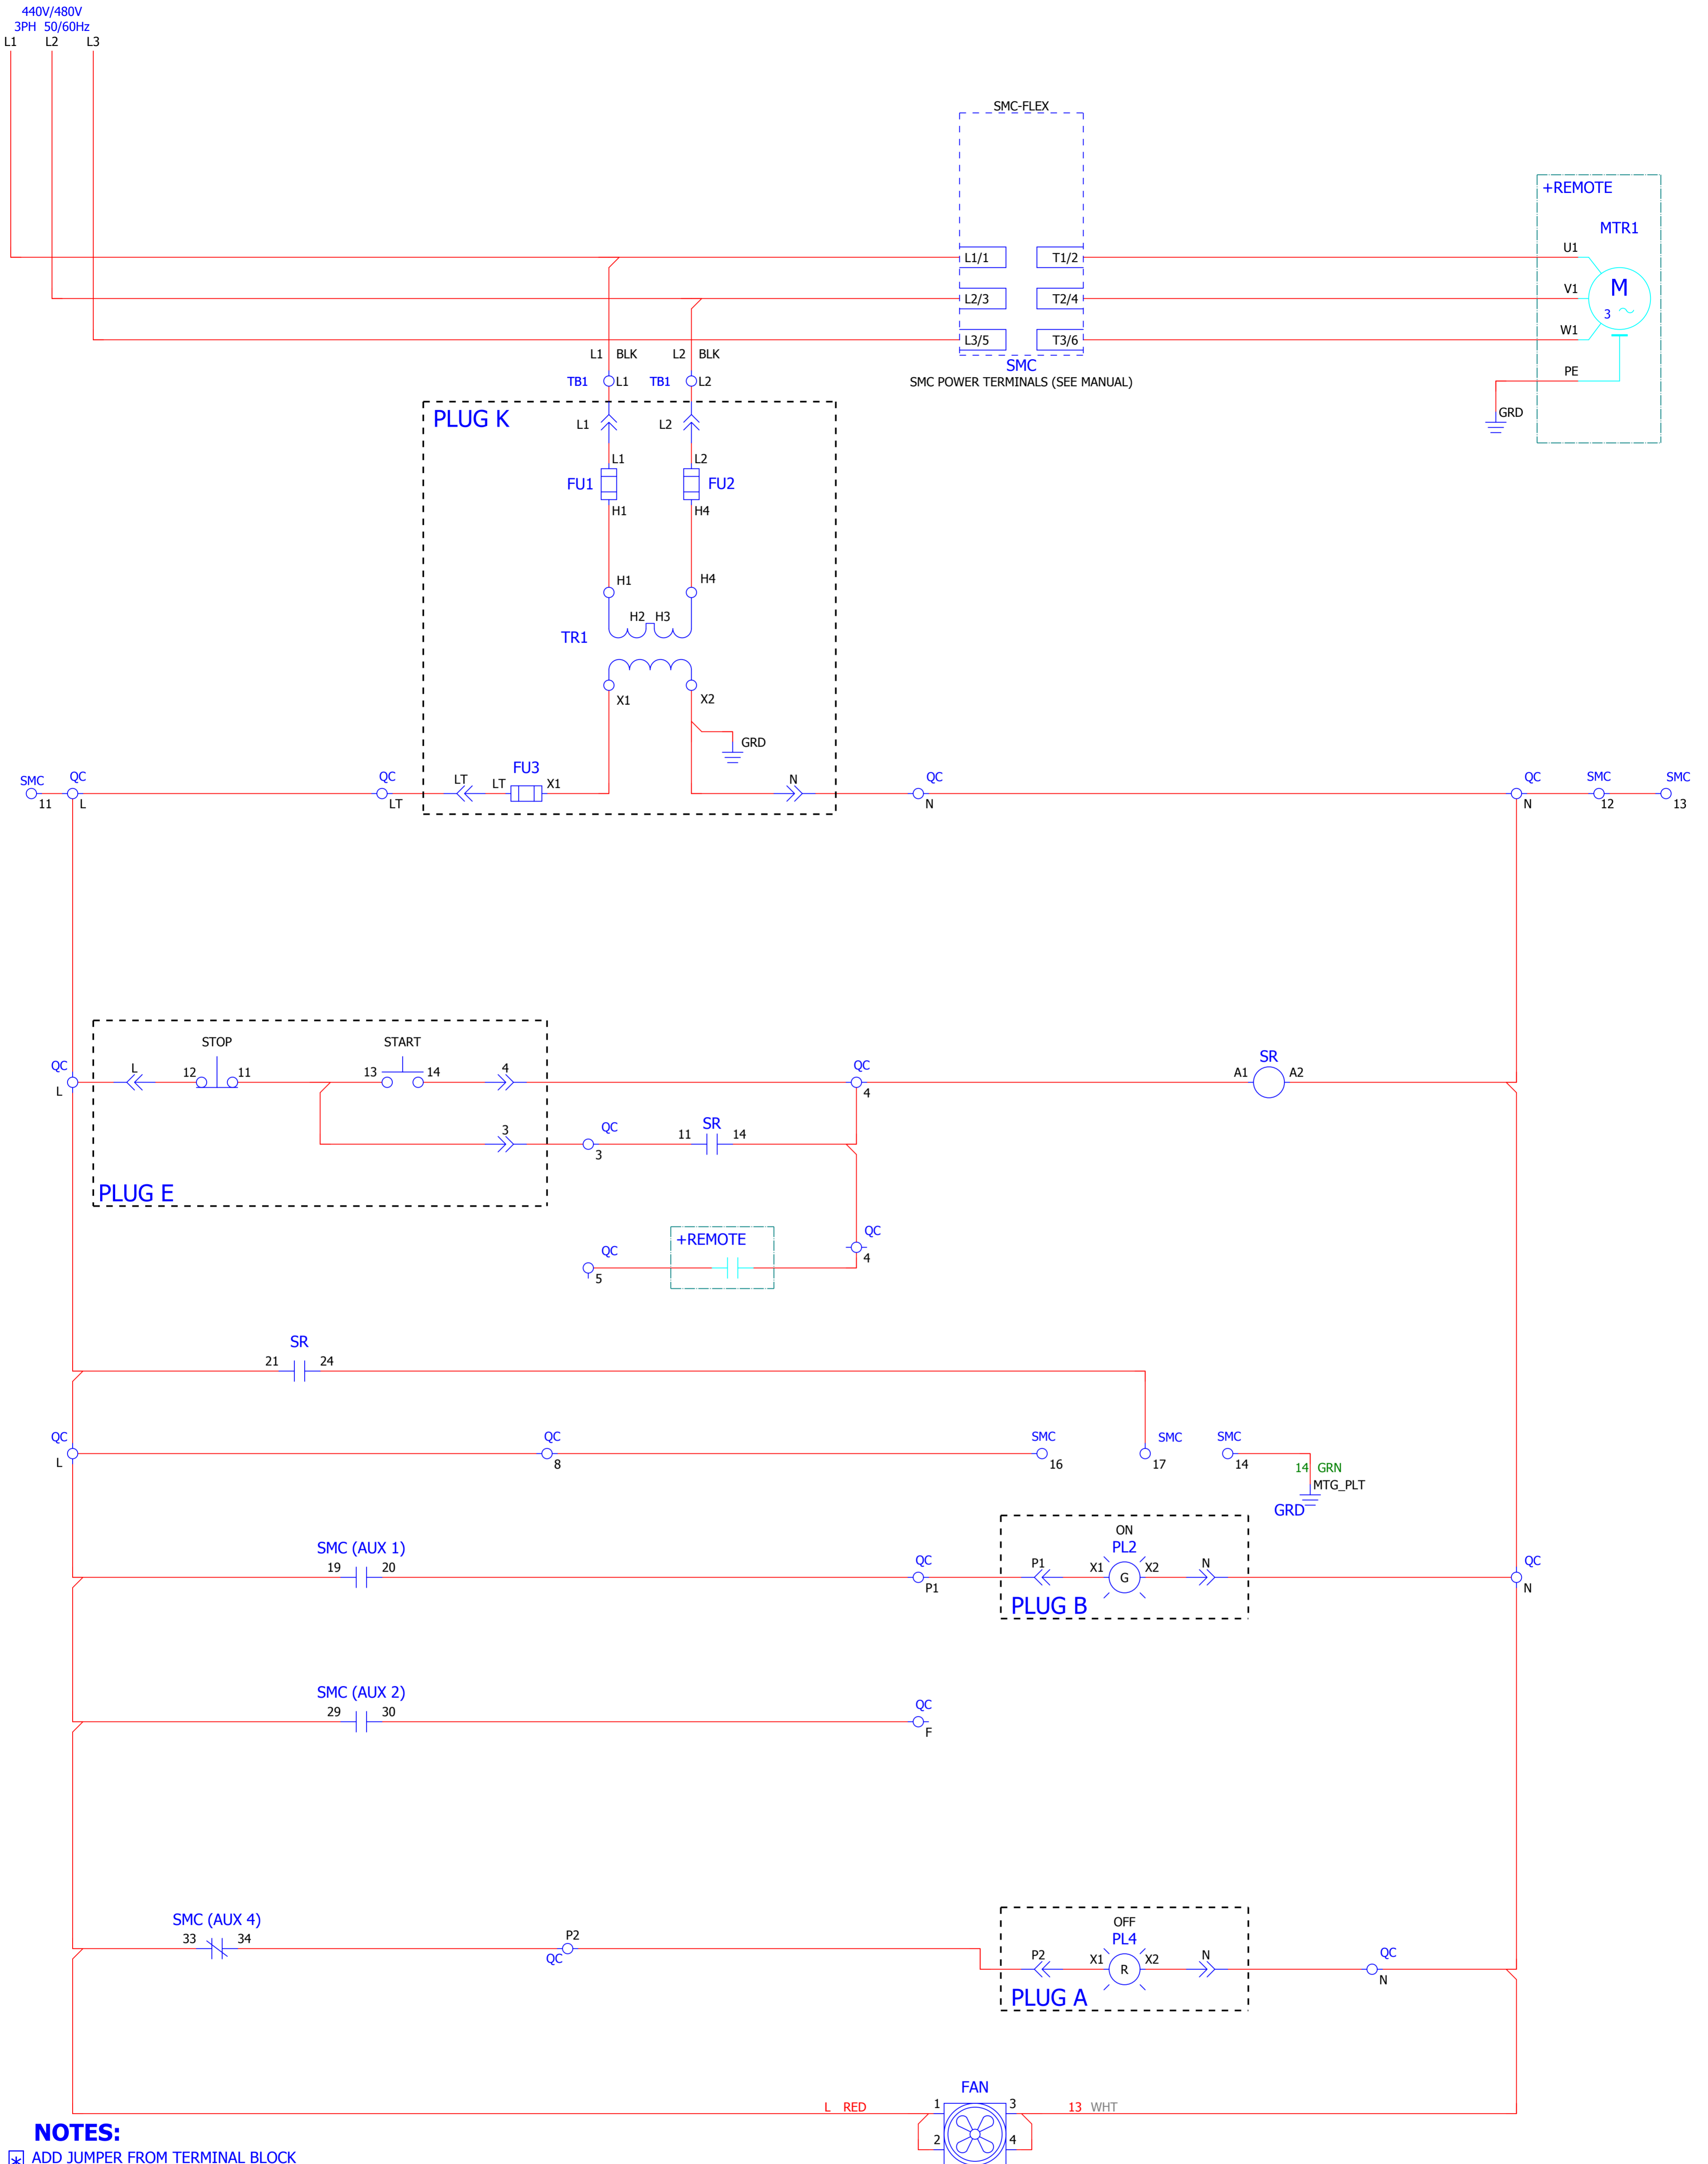 440V/480V
3PH 50/60Hz
L1 L2 L3
SMC-FLEX
+REMOTE
MTR1
L1/1 T1/2 U1
L2/3 T2/4 V1
M
3
L3/5 T3/6 W1
SMC
SMC POWER TERMINALS (SEE MANUAL)
PE
GRD
L1 BLK L2 BLK
TB1 L1 TB1 L2
PLUG K
L1 L2
L1 L2
FU1 FU2
H1 H4
H1 H4
H2 H3
TR1
X1 X2
GRD
SMC QC QC LT LT FU3 X1 N QC QC SMC SMC
11 L LT N N 12 13
STOP START
QC L 12 11 13 14 4 QC SR
L 4 A1 A2
3 QC 11 SR 14
3
PLUG E
QC +REMOTE QC
5 4
SR
21 24
QC QC SMC SMC SMC
L 8 16 17 14
14 GRN
MTG_PLT
GRD
SMC (AUX 1) ON
19 20 QC P1 X1 PL2 X2 N QC
P1 G N
PLUG B
SMC (AUX 2)
29 30 QC
F
SMC (AUX 4) OFF
33 34 P2 P2 X1 PL4 X2 N QC
QC R N
PLUG A
FAN
L RED 1 3 13 WHT
2 4
NOTES:
* ADD JUMPER FROM TERMINAL BLOCK